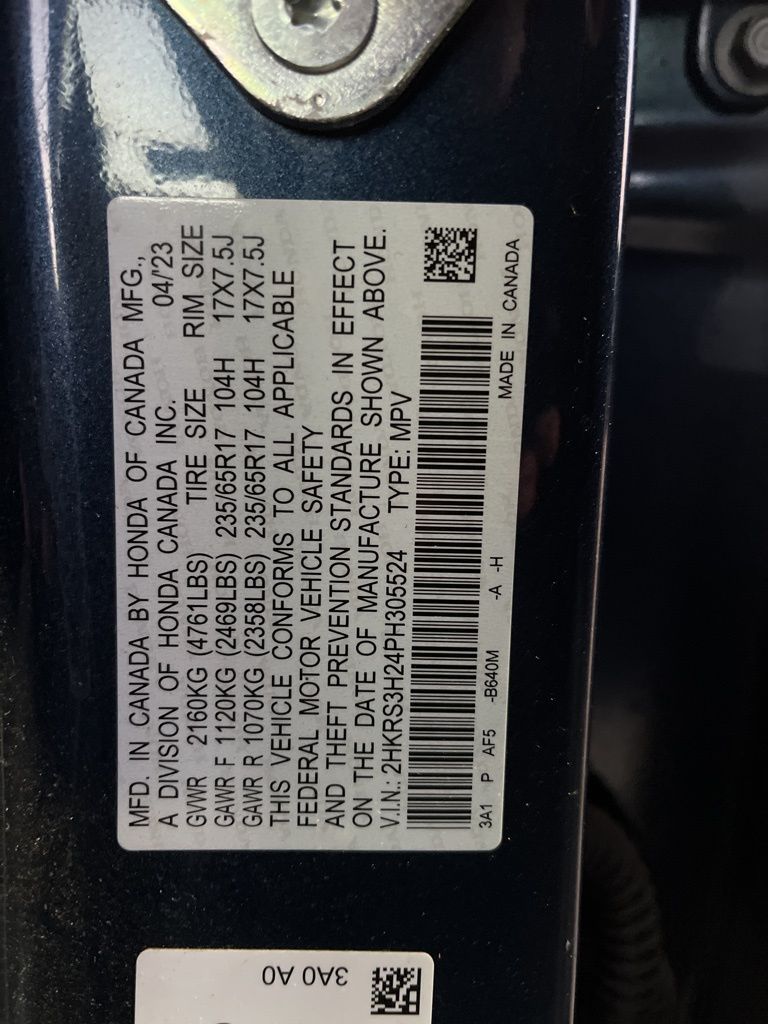 MFD. IN CANADA BY HONDA OF CANADA MFG.,
A DIVISION OF HONDA CANADA INC. 04/'23
GVWR 2160KG (4761LBS) TIRE SIZE RIM SIZE
GAWR F 1120KG (2469LBS) 235/65R17 104H 17X7.5J
GAWR R 1070KG (2358LBS) 235/65R17 104H 17X7.5J
THIS VEHICLE CONFORMS TO ALL APPLICABLE
FEDERAL MOTOR VEHICLE SAFETY
AND THEFT PREVENTION STANDARDS IN EFFECT
ON THE DATE OF MANUFACTURE SHOWN ABOVE.
V.I.N.: 2HKRS3H24PH305524 TYPE: MPV
3A1 P AF5 -B640M -A -H MADE IN CANADA
3A0 A0